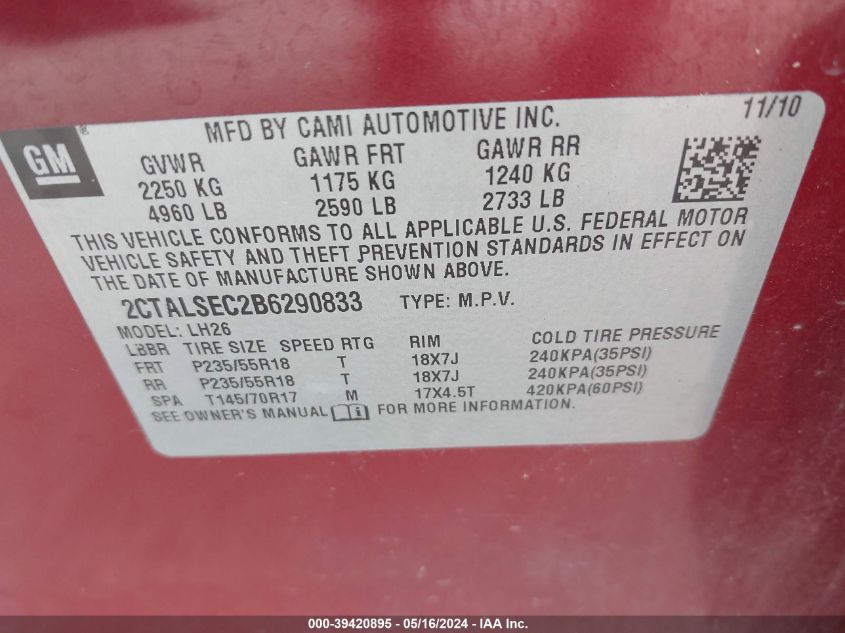 11/10
GM®
MFD BY CAMI AUTOMOTIVE INC.
GVWR GAWR FRT GAWR RR
2250 KG 1175 KG 1240 KG
4960 LB 2590 LB 2733 LB
THIS VEHICLE CONFORMS TO ALL APPLICABLE U.S. FEDERAL MOTOR
VEHICLE SAFETY AND THEFT PREVENTION STANDARDS IN EFFECT ON
THE DATE OF MANUFACTURE SHOWN ABOVE.
2CTALSEC2B6290833 TYPE: M.P.V.
MODEL: LH26
LBBR TIRE SIZE SPEED RTG RIM COLD TIRE PRESSURE
FRT P235/55R18 T 18X7J 240KPA(35PSI)
RR P235/55R18 T 18X7J 240KPA(35PSI)
SPA T145/70R17 M 17X4.5T 420KPA(60PSI)
SEE OWNER'S MANUAL FOR MORE INFORMATION.
000-39420895 - 05/16/2024 - IAA Inc.